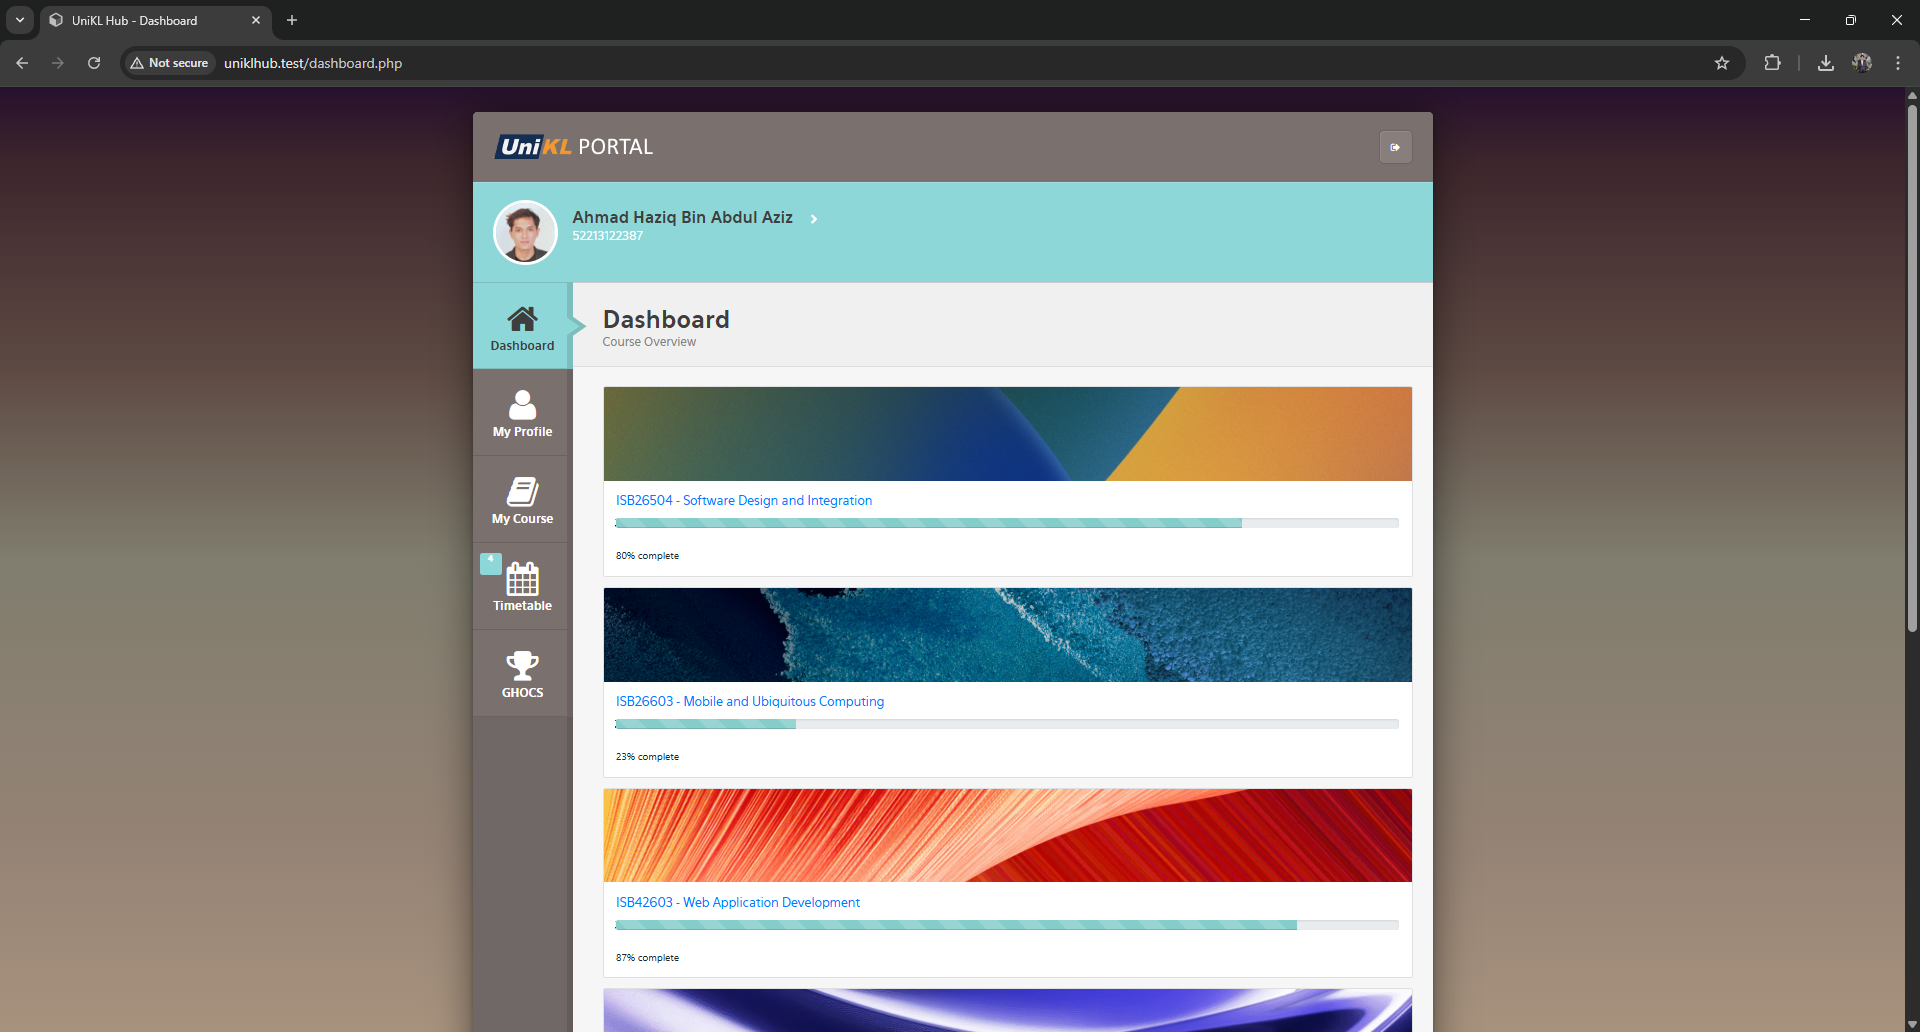 UniKL Hub - Dashboard
Not secure
uniklhub.test/dashboard.php
UniKL PORTAL
Ahmad Haziq Bin Abdul Aziz
52213122387
Dashboard
My Profile
My Course
4
Timetable
GHOCS
Dashboard
Course Overview
ISB26504 - Software Design and Integration
80% complete
ISB26603 - Mobile and Ubiquitous Computing
23% complete
ISB42603 - Web Application Development
87% complete